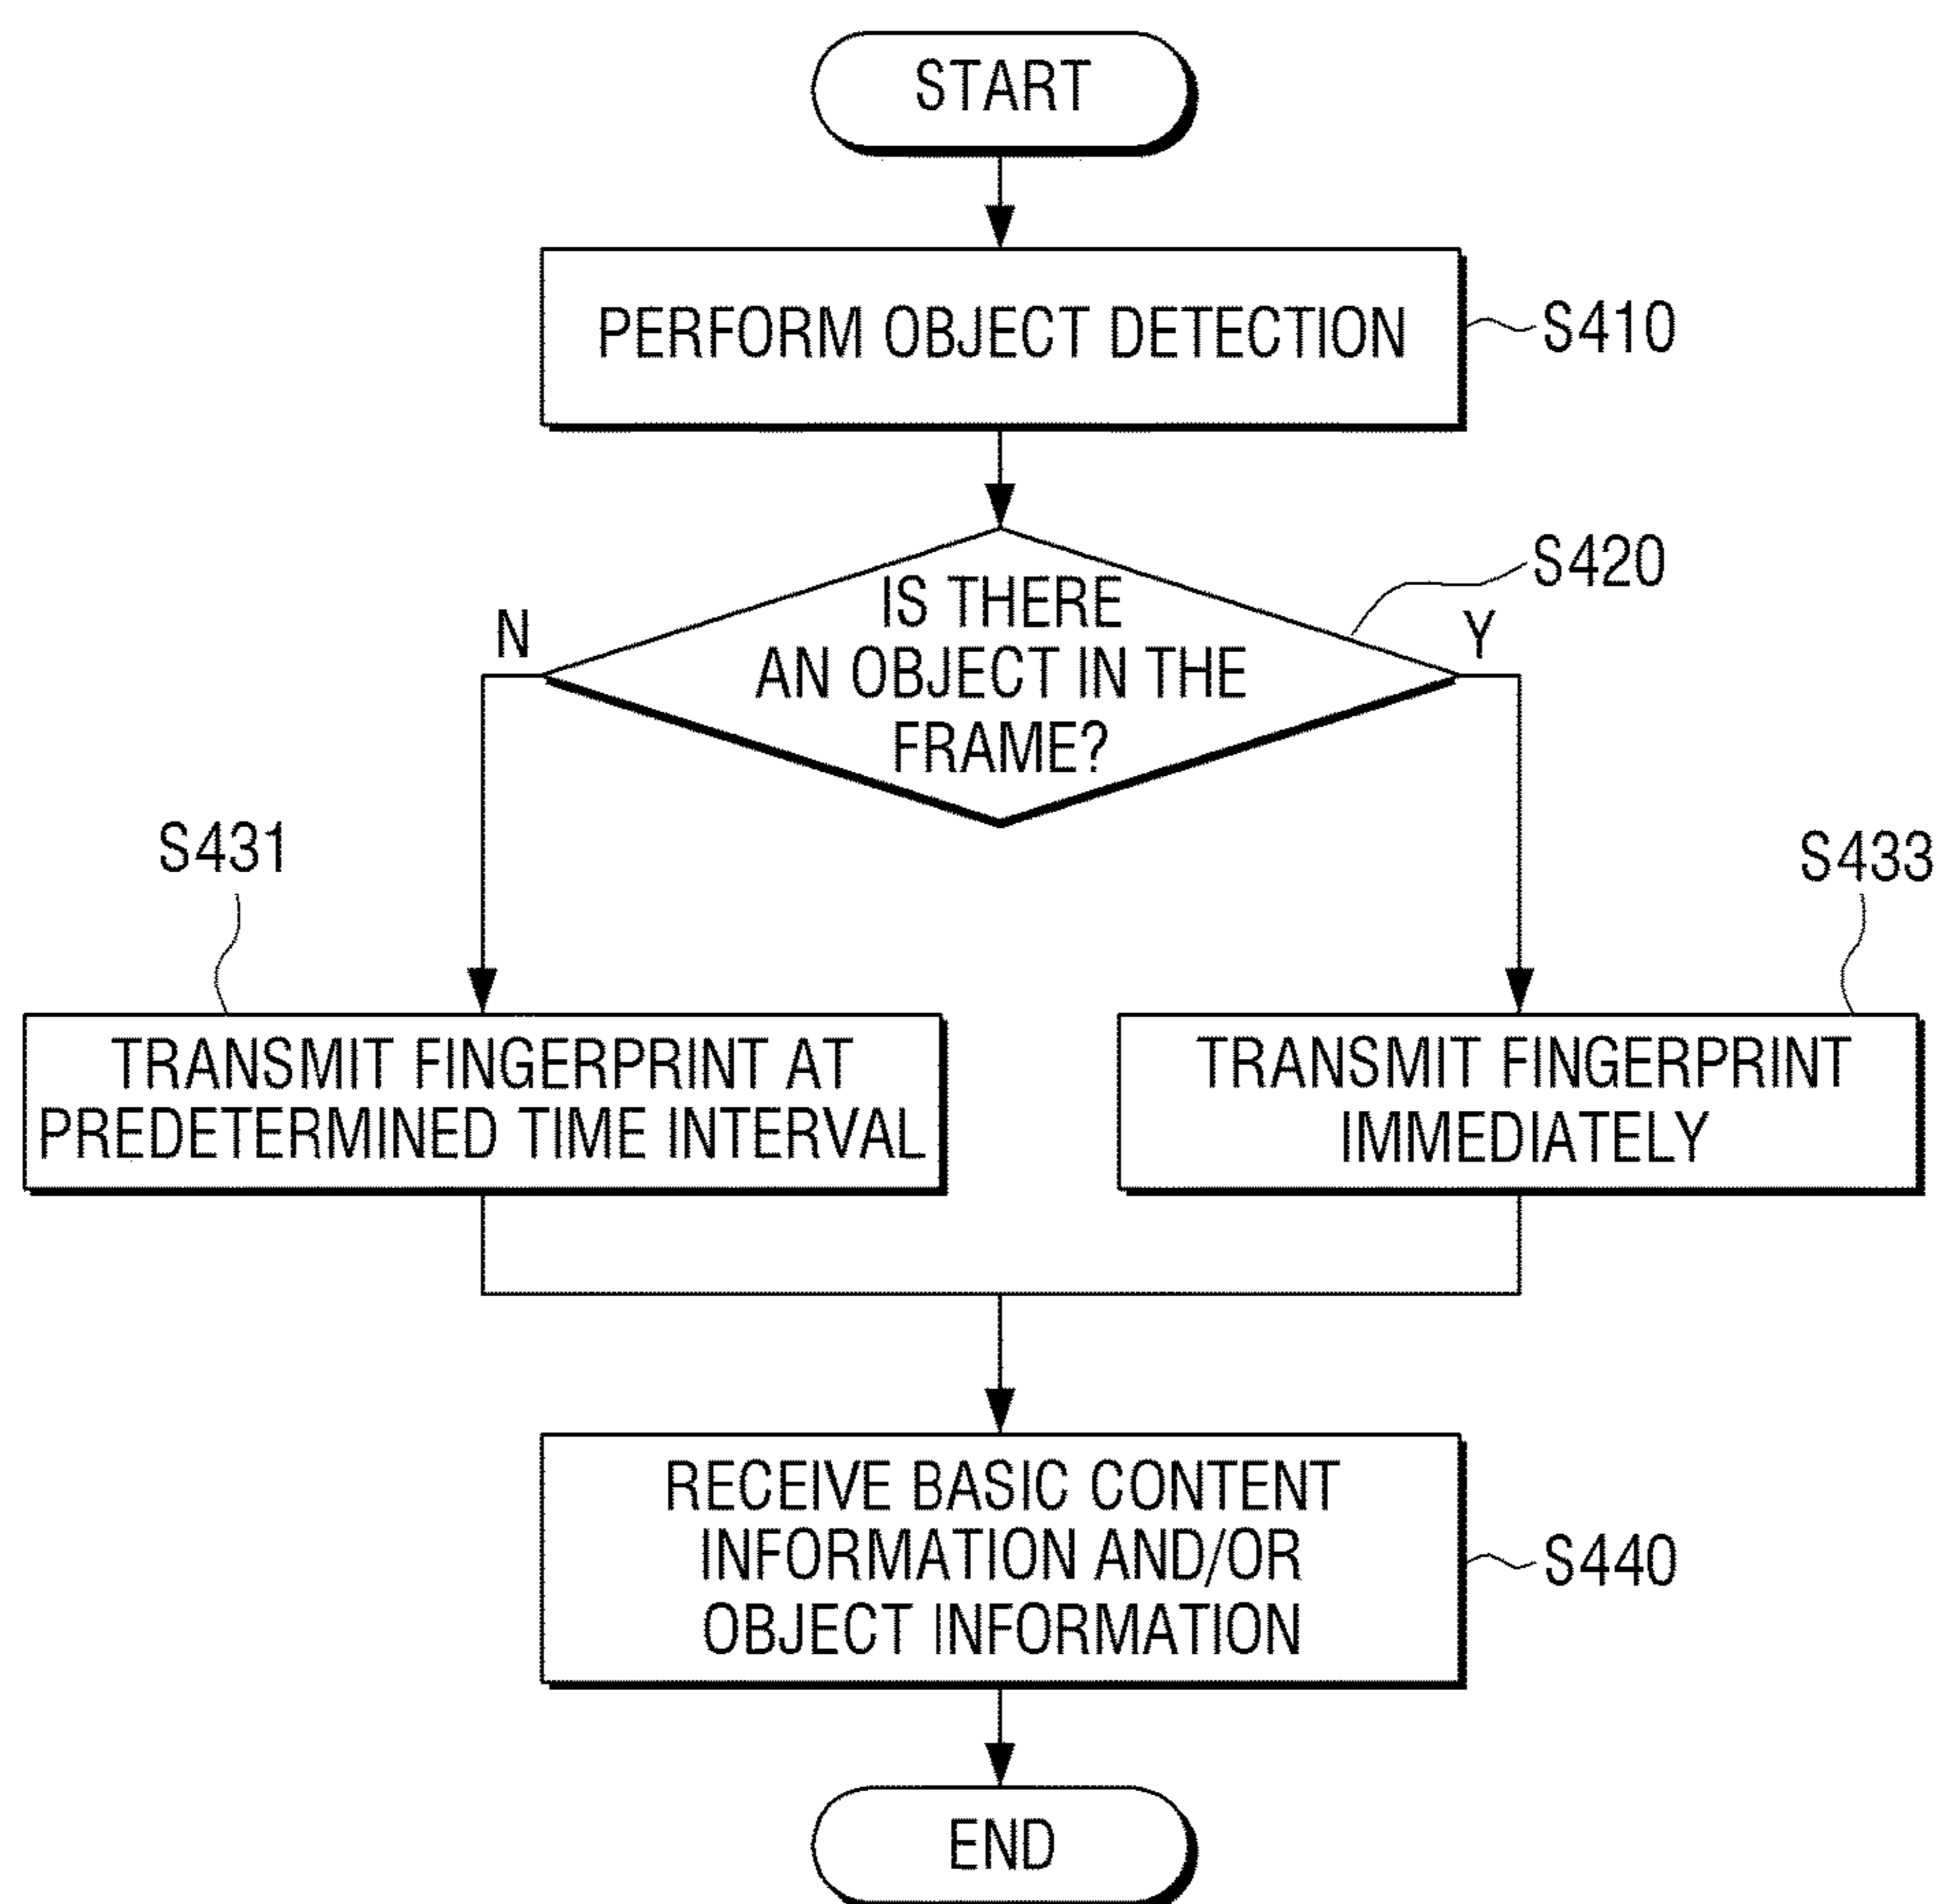 START
PERFORM OBJECT DETECTION
S410
S420
IS THERE
AN OBJECT IN THE
FRAME?
N
Y
S431
S433
TRANSMIT FINGERPRINT AT
PREDETERMINED TIME INTERVAL
TRANSMIT FINGERPRINT
IMMEDIATELY
RECEIVE BASIC CONTENT
INFORMATION AND/OR
OBJECT INFORMATION
S440
END